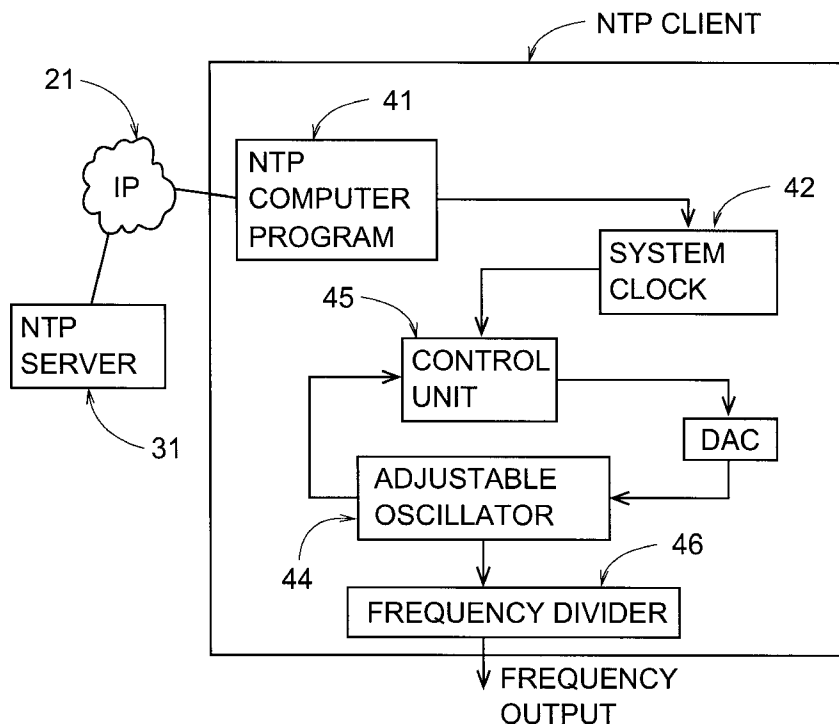 NTP CLIENT
21
41
NTP
COMPUTER
PROGRAM
IP
42
SYSTEM
CLOCK
45
NTP
SERVER
CONTROL
UNIT
31
DAC
ADJUSTABLE
OSCILLATOR
44
46
FREQUENCY DIVIDER
FREQUENCY
OUTPUT